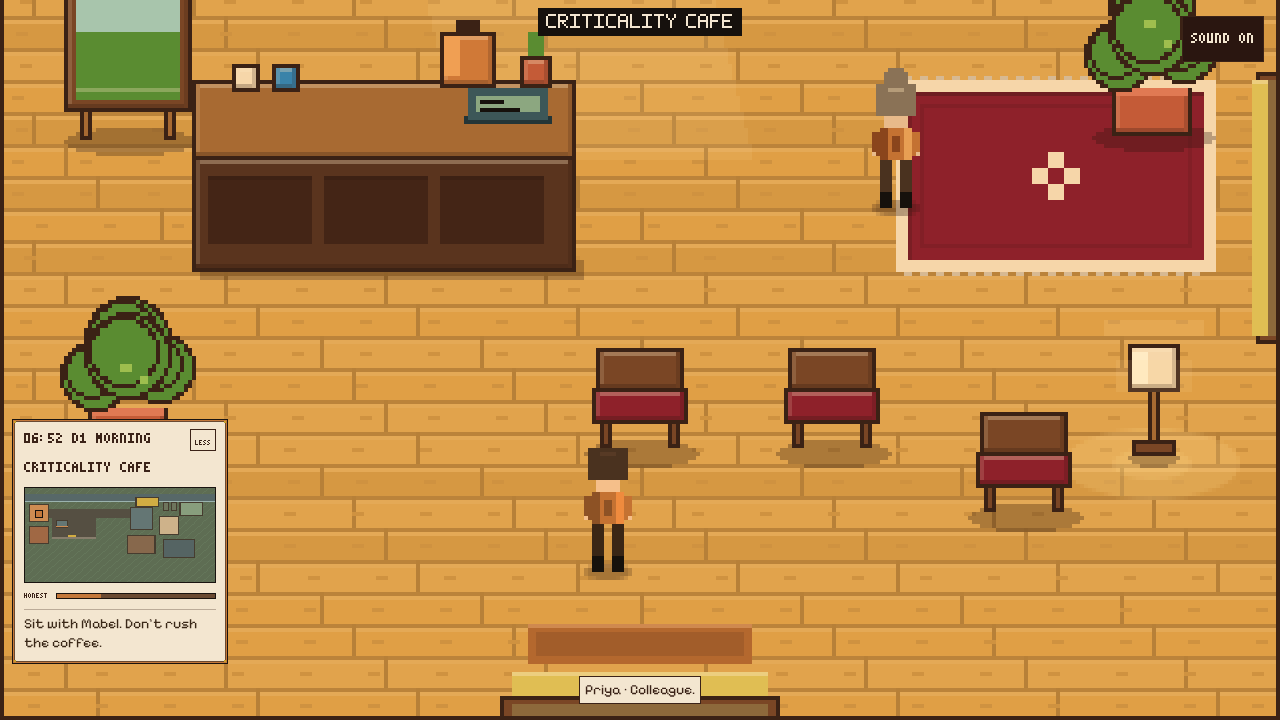 CRITICALITY CAFE
SOUND ON
06:52 D1 MORNING
LESS
CRITICALITY CAFE
HONEST
Sit with Mabel. Don't rush
the coffee.
Priya · Colleague.